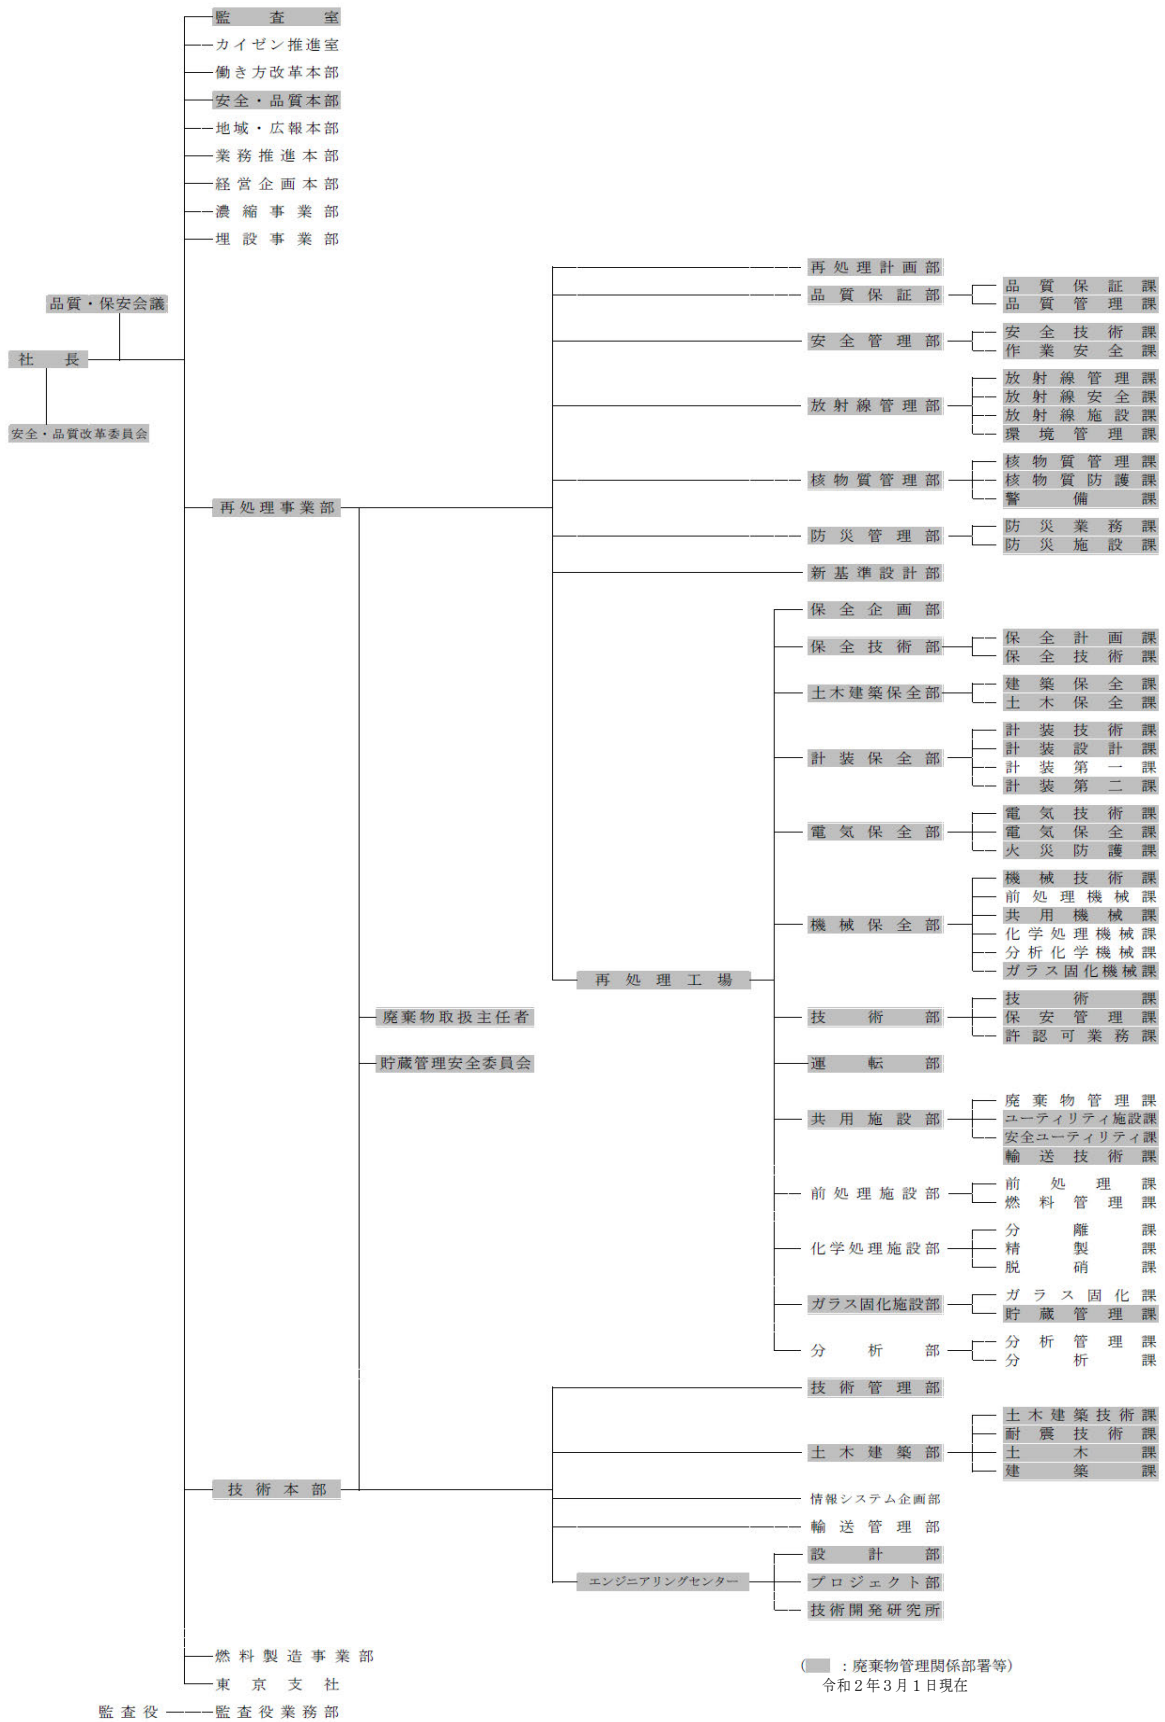 監査室
カイゼン推進室
働き方改革本部
安全・品質本部
地域・広報本部
業務推進本部
経営企画本部
濃縮事業部
埋設事業部
品質・保安会議
社長
安全・品質改革委員会
再処理事業部
再処理計画部
品質保証部
品質保証課
品質管理課
安全管理部
安全技術課
作業安全課
放射線管理部
放射線管理課
放射線安全課
放射線施設課
環境管理課
核物質管理部
核物質管理課
核物質防護課
警備課
防災管理部
防災業務課
防災施設課
新基準設計部
再処理工場
保全企画部
保全技術部
保全計画課
保全技術課
土木建築保全部
建築保全課
土木保全課
計装保全部
計装技術課
計装設計課
計装第一課
計装第二課
電気保全部
電気技術課
電気保全課
火災防護課
機械保全部
機械技術課
前処理機械課
共用機械課
化学処理機械課
分析化学機械課
ガラス固化機械課
技術部
技術課
保安管理課
許認可業務課
運転部
共用施設部
廃棄物管理課
ユーティリティ施設課
安全ユーティリティ課
輸送技術課
前処理施設部
前処理課
燃料管理課
化学処理施設部
分離課
精製課
脱硝課
ガラス固化施設部
ガラス固化課
貯蔵管理課
分析部
分析管理課
分析課
廃棄物取扱主任者
貯蔵管理安全委員会
技術本部
技術管理部
土木建築部
土木建築技術課
耐震技術課
土木課
建築課
情報システム企画部
輸送管理部
エンジニアリングセンター
設計部
プロジェクト部
技術開発研究所
燃料製造事業部
東京支社
監査役
監査役業務部
( ：廃棄物管理関係部署等)
令和２年３月１日現在